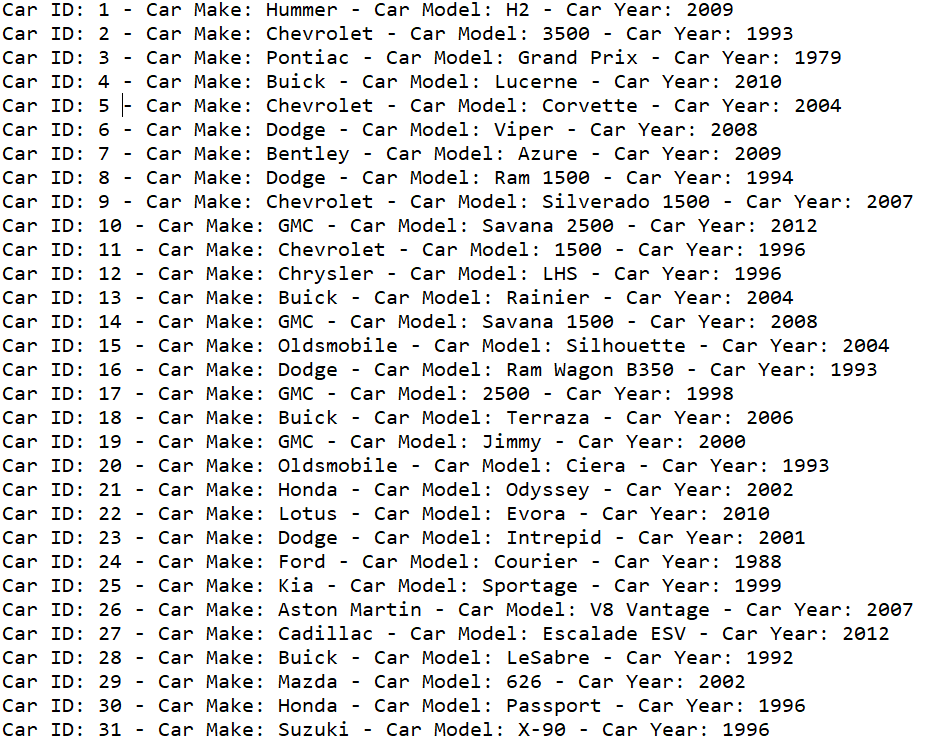 Car ID: 1 - Car Make: Hummer - Car Model: H2 - Car Year: 2009
Car ID: 2 - Car Make: Chevrolet - Car Model: 3500 - Car Year: 1993
Car ID: 3 - Car Make: Pontiac - Car Model: Grand Prix - Car Year: 1979
Car ID: 4 - Car Make: Buick - Car Model: Lucerne - Car Year: 2010
Car ID: 5 - Car Make: Chevrolet - Car Model: Corvette - Car Year: 2004
Car ID: 6 - Car Make: Dodge - Car Model: Viper - Car Year: 2008
Car ID: 7 - Car Make: Bentley - Car Model: Azure - Car Year: 2009
Car ID: 8 - Car Make: Dodge - Car Model: Ram 1500 - Car Year: 1994
Car ID: 9 - Car Make: Chevrolet - Car Model: Silverado 1500 - Car Year: 2007
Car ID: 10 - Car Make: GMC - Car Model: Savana 2500 - Car Year: 2012
Car ID: 11 - Car Make: Chevrolet - Car Model: 1500 - Car Year: 1996
Car ID: 12 - Car Make: Chrysler - Car Model: LHS - Car Year: 1996
Car ID: 13 - Car Make: Buick - Car Model: Rainier - Car Year: 2004
Car ID: 14 - Car Make: GMC - Car Model: Savana 1500 - Car Year: 2008
Car ID: 15 - Car Make: Oldsmobile - Car Model: Silhouette - Car Year: 2004
Car ID: 16 - Car Make: Dodge - Car Model: Ram Wagon B350 - Car Year: 1993
Car ID: 17 - Car Make: GMC - Car Model: 2500 - Car Year: 1998
Car ID: 18 - Car Make: Buick - Car Model: Terraza - Car Year: 2006
Car ID: 19 - Car Make: GMC - Car Model: Jimmy - Car Year: 2000
Car ID: 20 - Car Make: Oldsmobile - Car Model: Ciera - Car Year: 1993
Car ID: 21 - Car Make: Honda - Car Model: Odyssey - Car Year: 2002
Car ID: 22 - Car Make: Lotus - Car Model: Evora - Car Year: 2010
Car ID: 23 - Car Make: Dodge - Car Model: Intrepid - Car Year: 2001
Car ID: 24 - Car Make: Ford - Car Model: Courier - Car Year: 1988
Car ID: 25 - Car Make: Kia - Car Model: Sportage - Car Year: 1999
Car ID: 26 - Car Make: Aston Martin - Car Model: V8 Vantage - Car Year: 2007
Car ID: 27 - Car Make: Cadillac - Car Model: Escalade ESV - Car Year: 2012
Car ID: 28 - Car Make: Buick - Car Model: LeSabre - Car Year: 1992
Car ID: 29 - Car Make: Mazda - Car Model: 626 - Car Year: 2002
Car ID: 30 - Car Make: Honda - Car Model: Passport - Car Year: 1996
Car ID: 31 - Car Make: Suzuki - Car Model: X-90 - Car Year: 1996